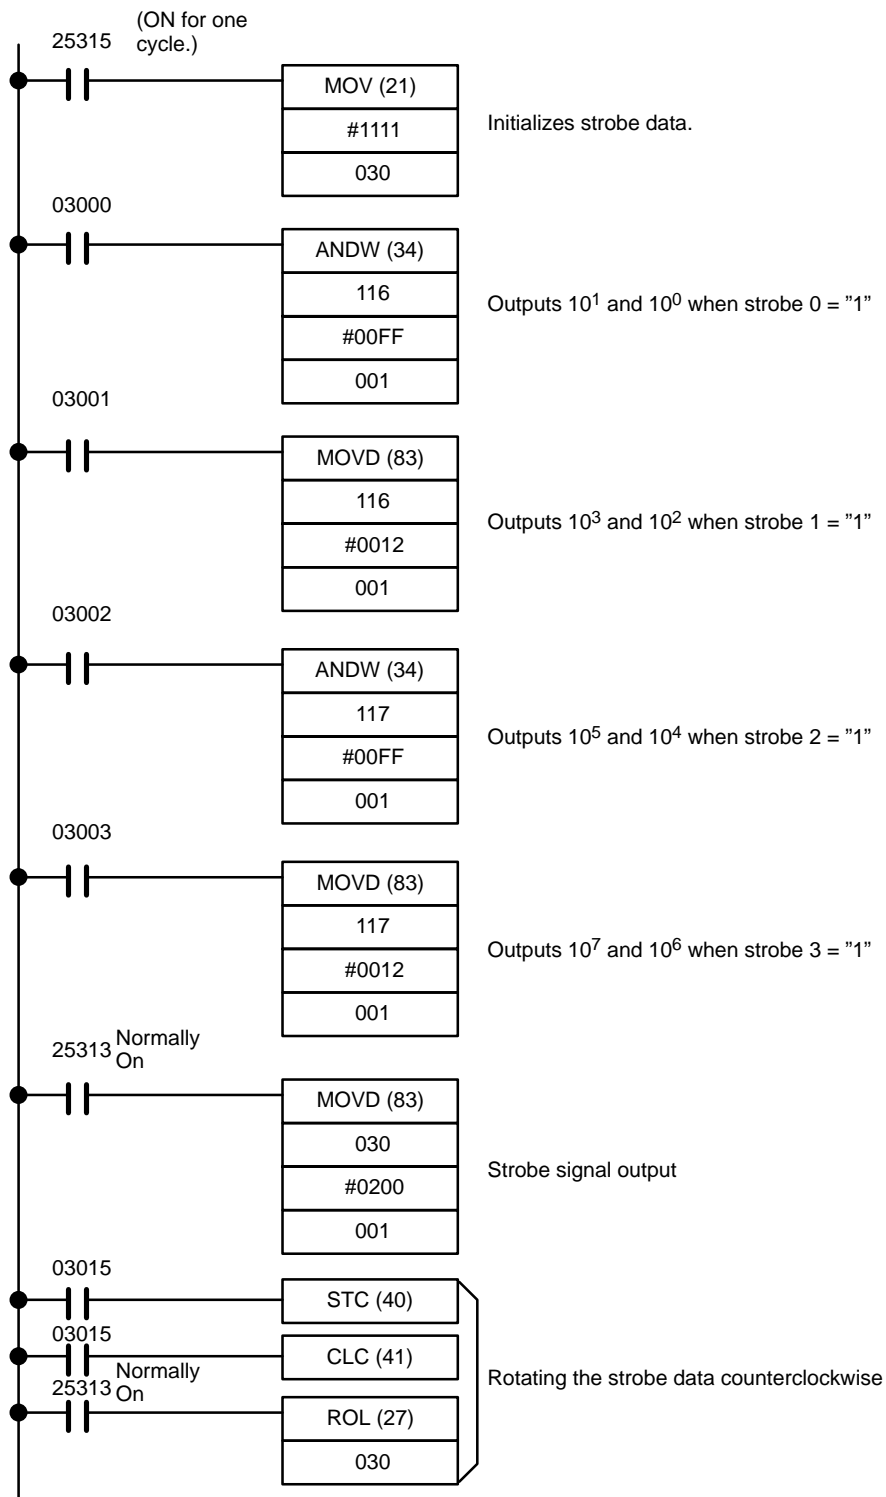 (ON for one
cycle.)
25315
MOV (21)
#1111
030
Initializes strobe data.
03000
ANDW (34)
116
#00FF
001
Outputs 10¹ and 10⁰ when strobe 0 = ”1”
03001
MOVD (83)
116
#0012
001
Outputs 10³ and 10² when strobe 1 = ”1”
03002
ANDW (34)
117
#00FF
001
Outputs 10⁵ and 10⁴ when strobe 2 = ”1”
03003
MOVD (83)
117
#0012
001
Outputs 10⁷ and 10⁶ when strobe 3 = ”1”
25313 Normally
On
MOVD (83)
030
#0200
001
Strobe signal output
03015
STC (40)
03015
CLC (41)
25313 Normally
On
ROL (27)
030
Rotating the strobe data counterclockwise